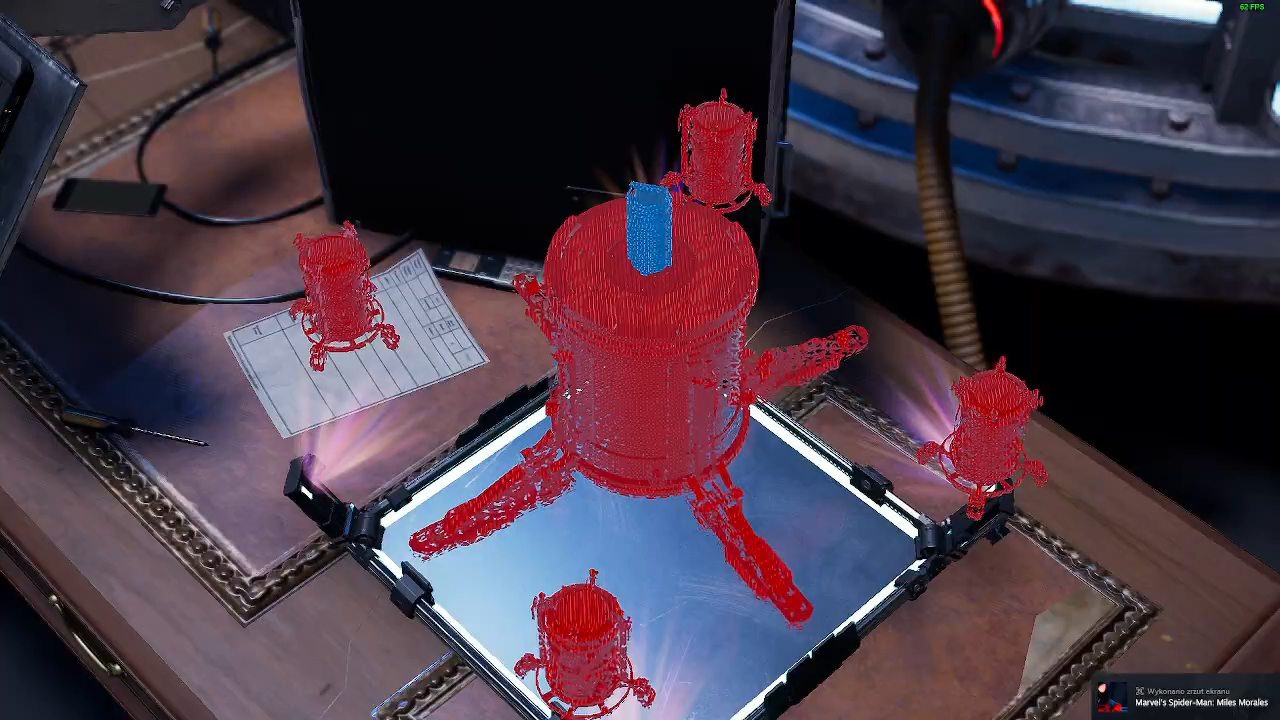 62 FPS
Wykonano zrzut ekranu
Marvel's Spider-Man: Miles Morales